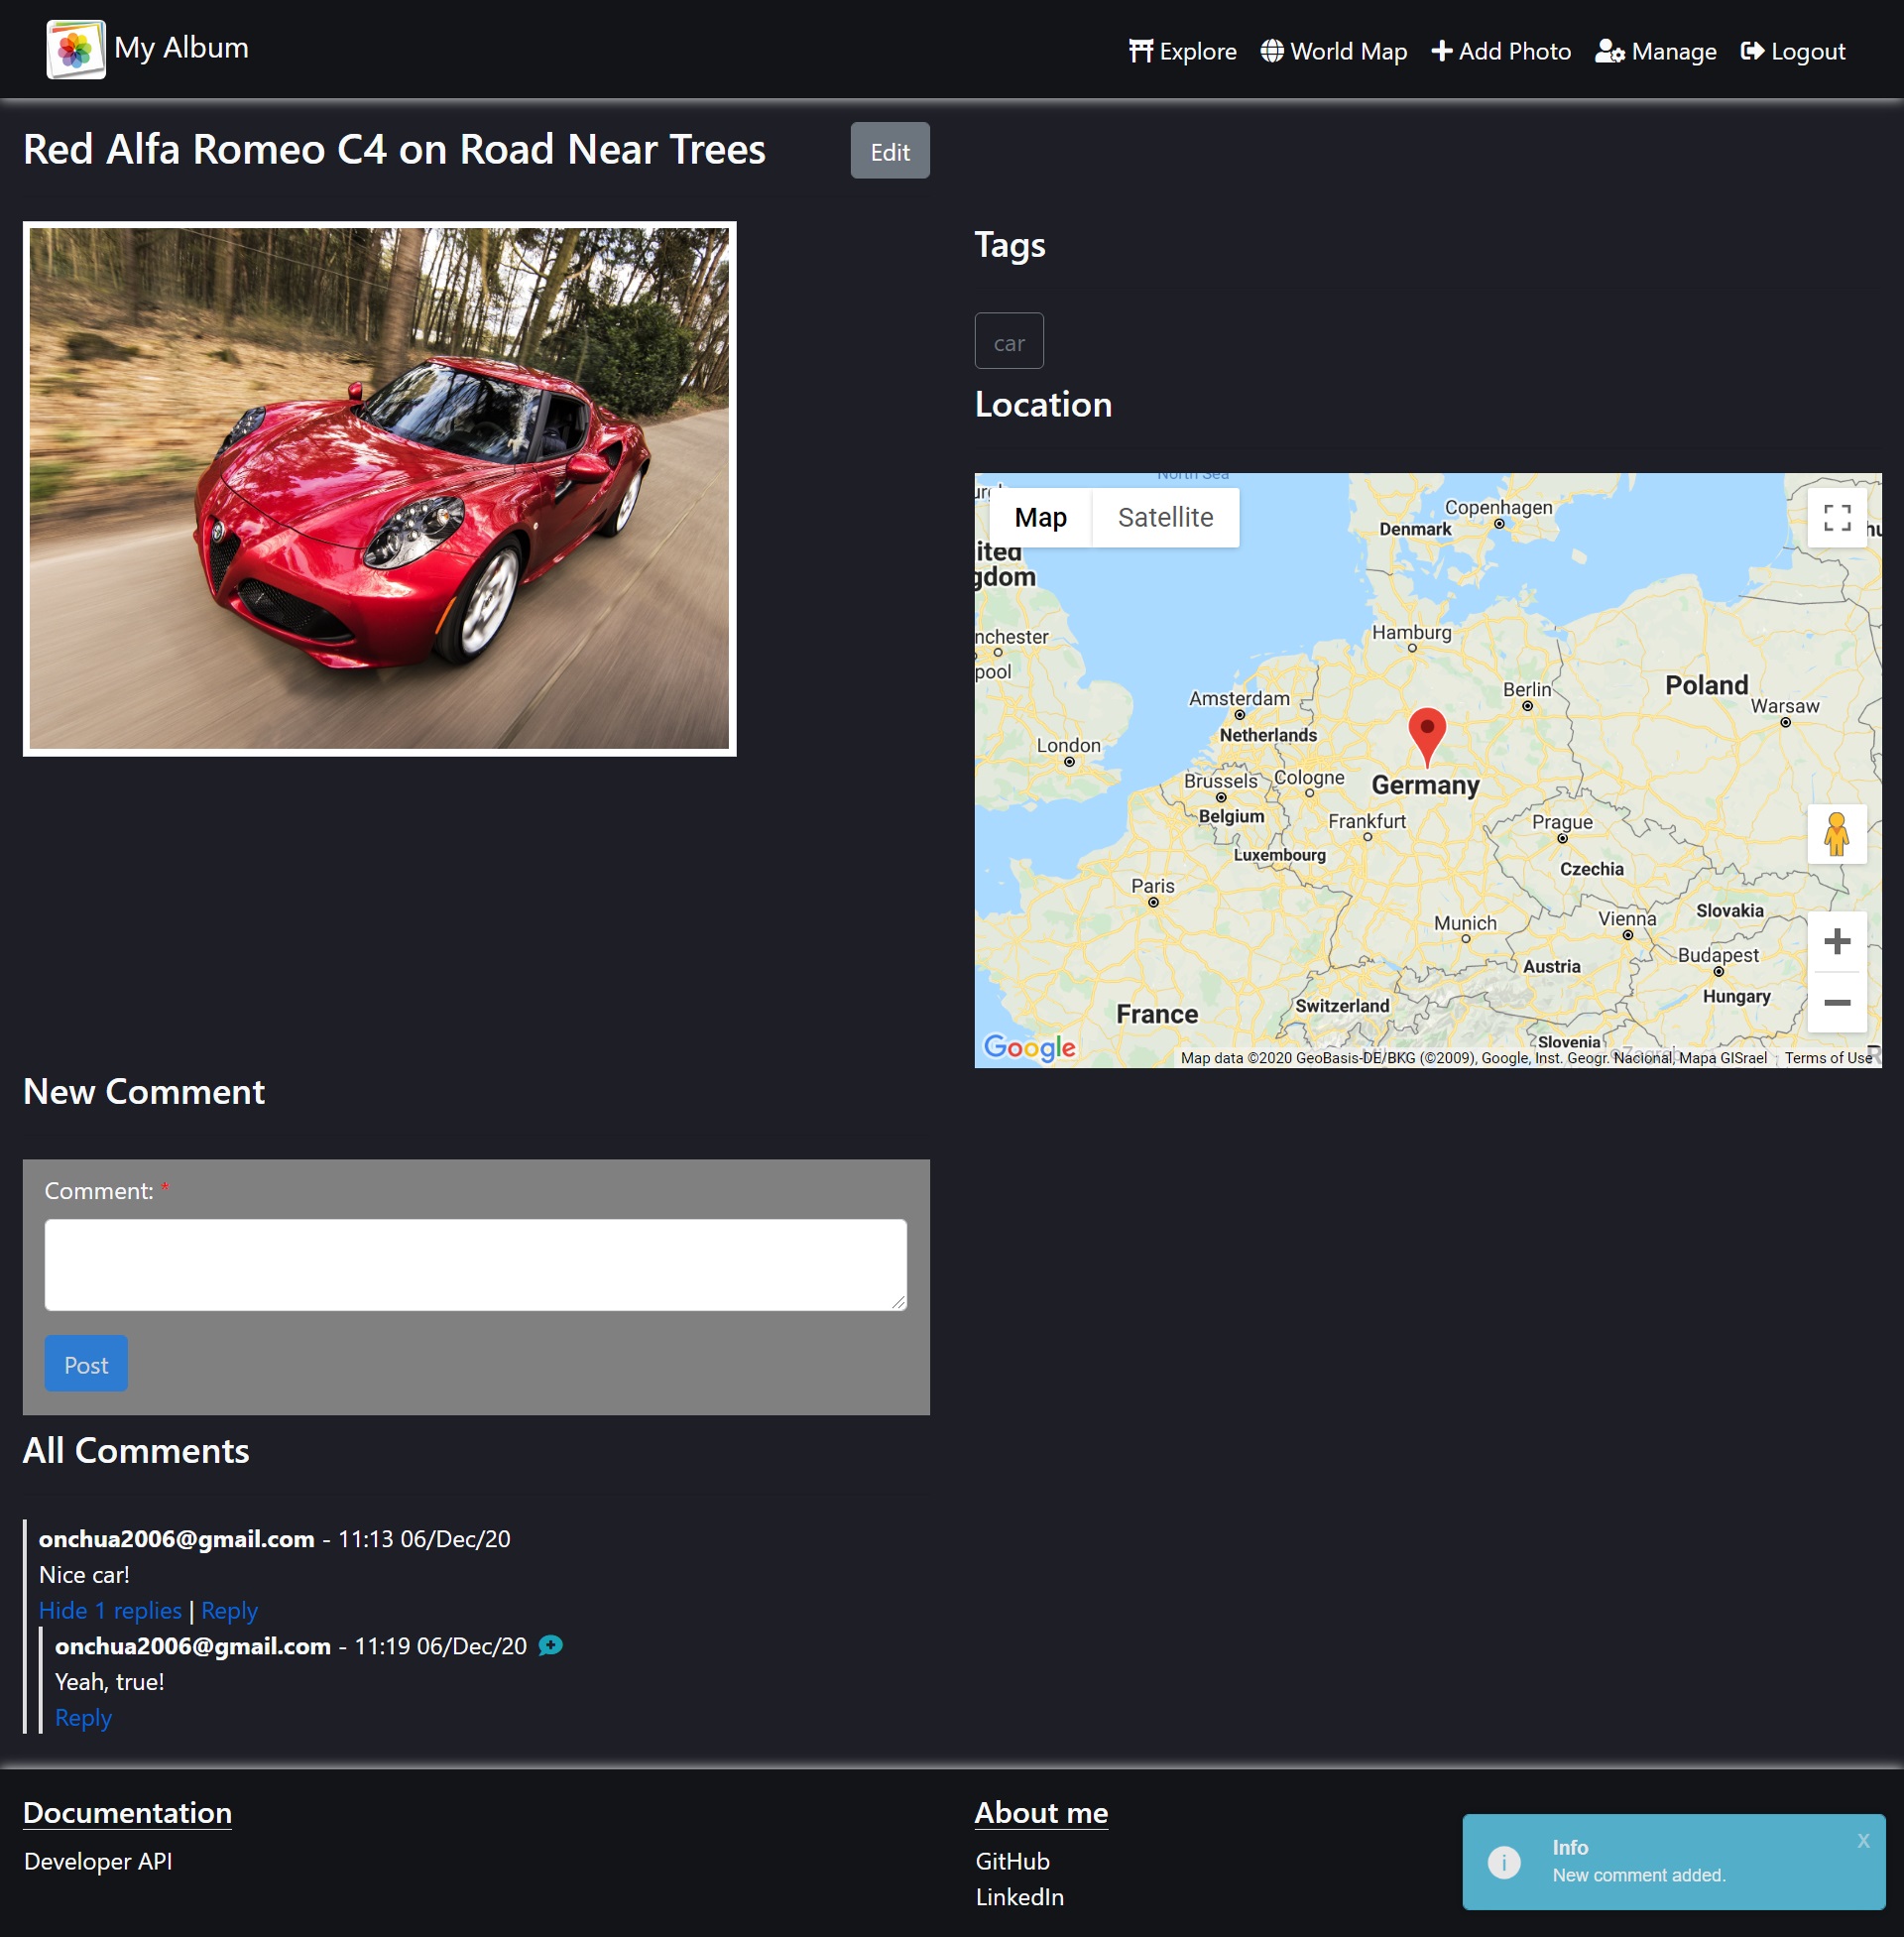 My Album
Explore
World Map
Add Photo
Manage
Logout
Red Alfa Romeo C4 on Road Near Trees
Edit
Tags
car
Location
North Sea
Map
Satellite
Copenhagen
Denmark
ited
gdom
nchester
pool
Hamburg
Amsterdam
Netherlands
Berlin
Poland
Warsaw
London
Brussels
Cologne
Germany
Belgium
Frankfurt
Prague
Luxembourg
Czechia
Paris
Munich
Vienna
Slovakia
Austria
Budapest
Switzerland
Hungary
France
Slovenia
Zagreb
Google
Map data ©2020 GeoBasis-DE/BKG (©2009), Google, Inst. Geogr. Nacional, Mapa GISrael
Terms of Use
New Comment
Comment: *
Post
All Comments
onchua2006@gmail.com - 11:13 06/Dec/20
Nice car!
Hide 1 replies | Reply
onchua2006@gmail.com - 11:19 06/Dec/20
Yeah, true!
Reply
Documentation
Developer API
About me
GitHub
LinkedIn
Info
x
New comment added.